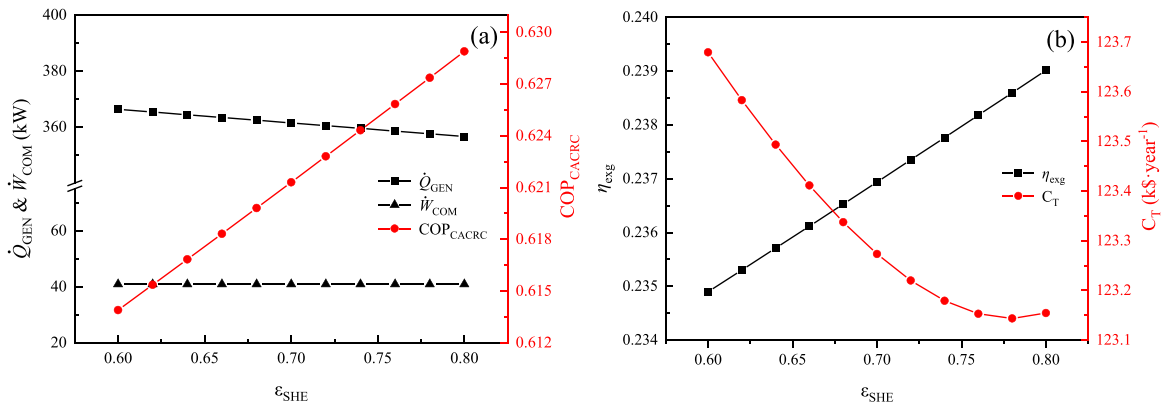 (a)
400
380
360
60
40
20
Q̇GEN & ẆCOM (kW)
0.60
0.65
0.70
0.75
0.80
εSHE
Q̇GEN
ẆCOM
COPCACRC
0.630
0.627
0.624
0.621
0.618
0.615
0.612
COPCACRC
(b)
0.240
0.239
0.238
0.237
0.236
0.235
0.234
ηexg
0.60
0.65
0.70
0.75
0.80
εSHE
ηexg
CT
123.7
123.6
123.5
123.4
123.3
123.2
123.1
CT (k$·year-1)